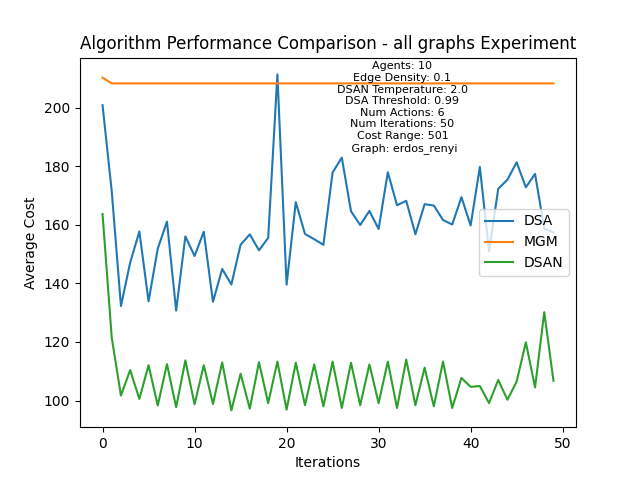 Algorithm Performance Comparison - all graphs Experiment
Agents: 10
Edge Density: 0.1
DSAN Temperature: 2.0
DSA Threshold: 0.99
Num Actions: 6
Num Iterations: 50
Cost Range: 501
Graph: erdos_renyi
Average Cost
200
180
160
140
120
100
DSA
MGM
DSAN
0
10
20
30
40
50
Iterations